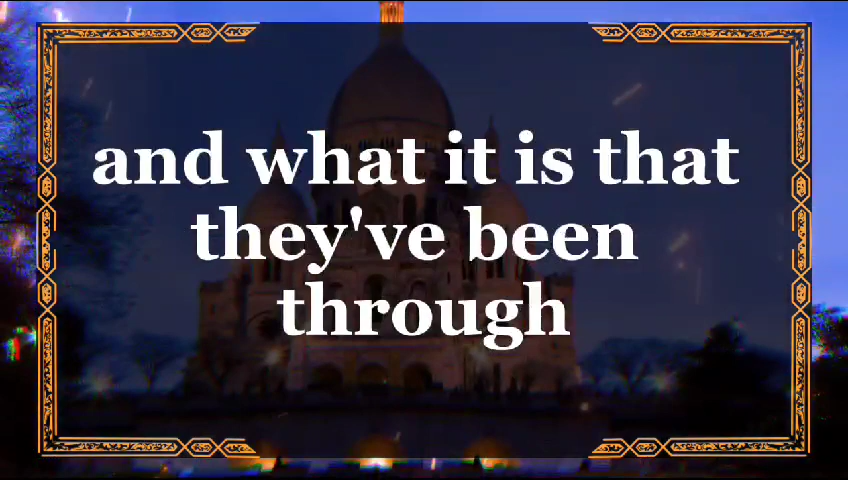 and what it is that
they've been
through